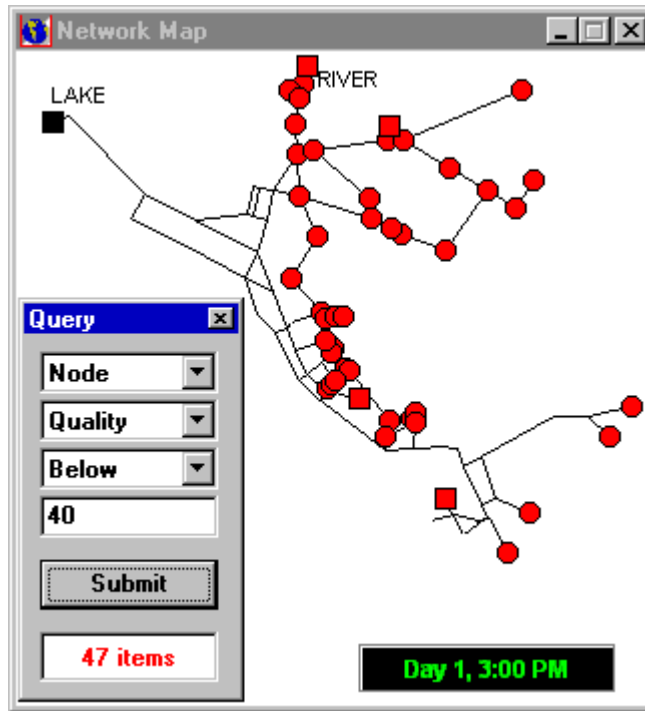 Network Map
LAKE
RIVER
Query
Node
Quality
Below
40
Submit
47 items
Day 1, 3:00 PM